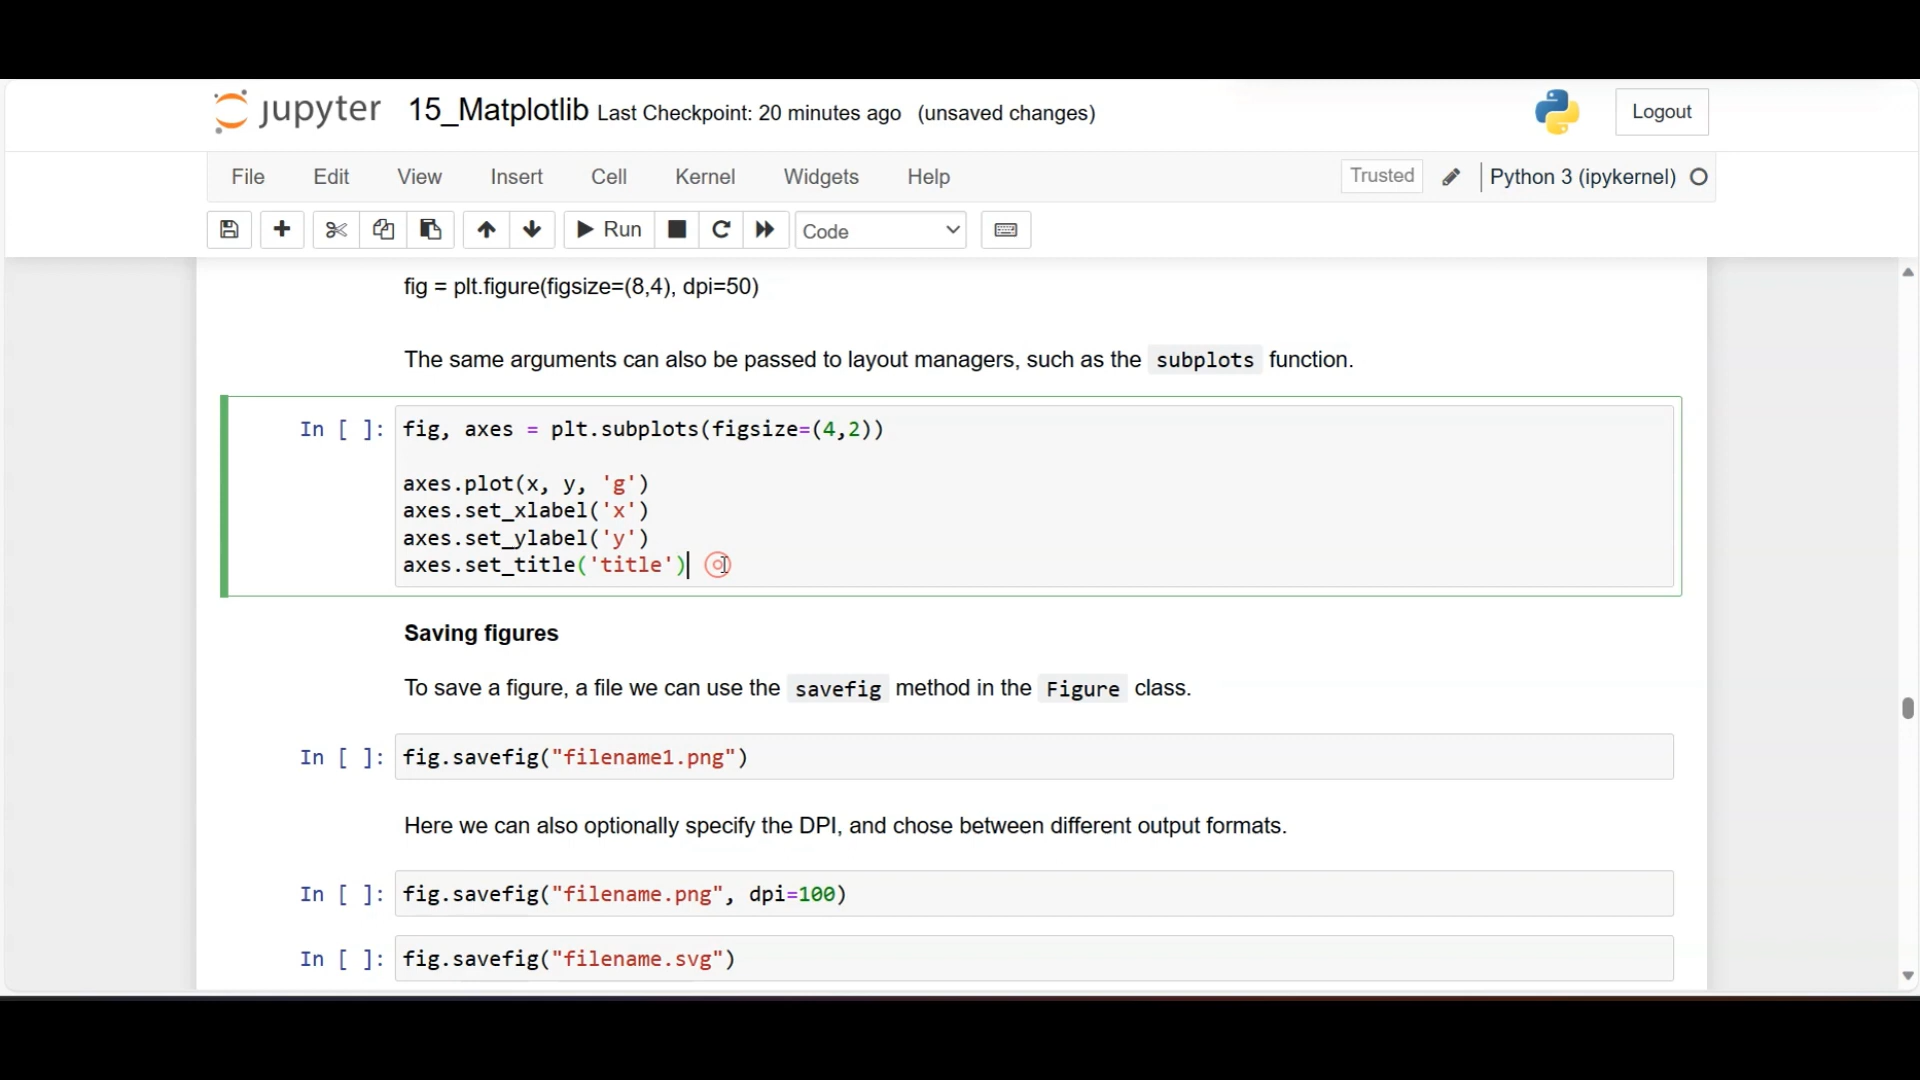 jupyter 15_Matplotlib Last Checkpoint: 20 minutes ago (unsaved changes) Logout
File Edit View Insert Cell Kernel Widgets Help Trusted Python 3 (ipykernel)
Run Code
fig = plt.figure(figsize=(8,4), dpi=50)
The same arguments can also be passed to layout managers, such as the subplots function.
In [ ]: fig, axes = plt.subplots(figsize=(4,2))
axes.plot(x, y, 'g')
axes.set_xlabel('x')
axes.set_ylabel('y')
axes.set_title('title')
Saving figures
To save a figure, a file we can use the savefig method in the Figure class.
In [ ]: fig.savefig("filename1.png")
Here we can also optionally specify the DPI, and chose between different output formats.
In [ ]: fig.savefig("filename.png", dpi=100)
In [ ]: fig.savefig("filename.svg")